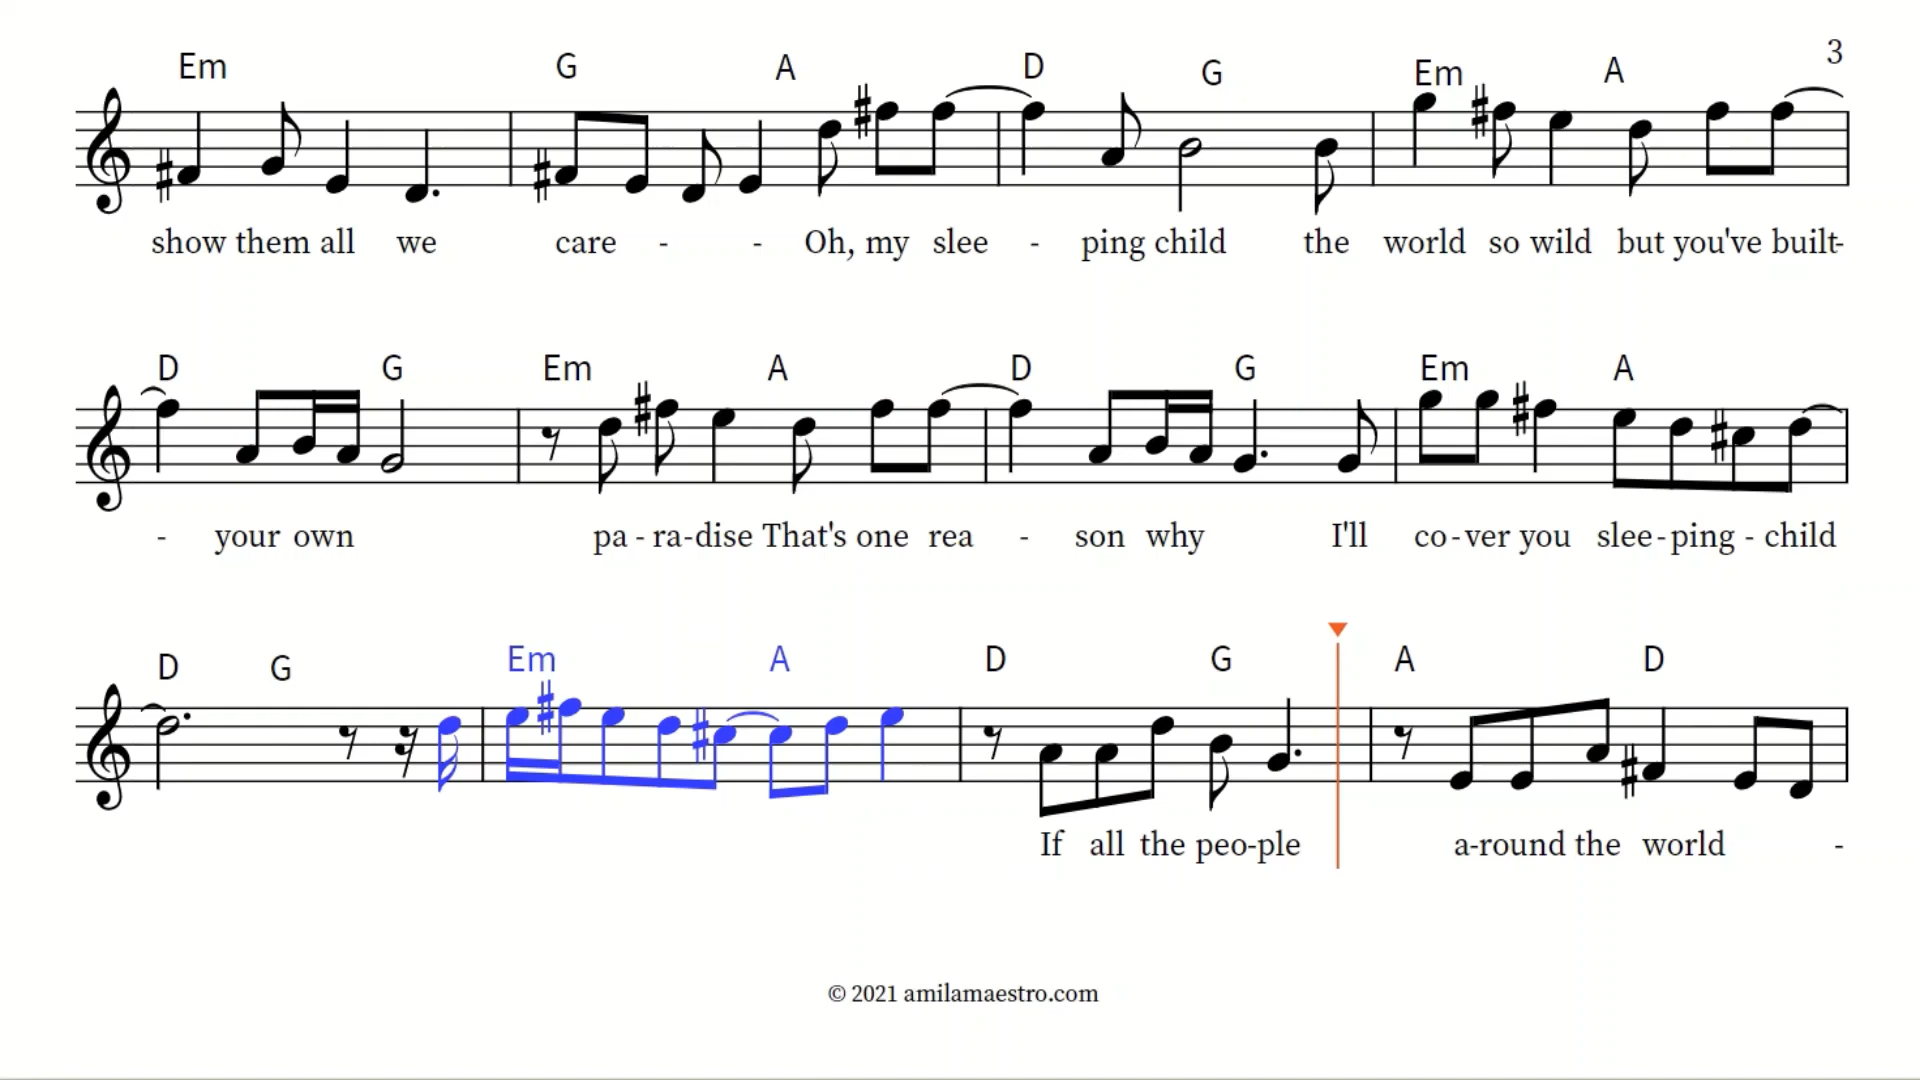 3
Em G A D G Em A
show them all we care - - Oh, my slee - ping child the world so wild but you've built-
D G Em A D G Em A
- your own pa - ra-dise That's one rea - son why I'll co-ver you slee-ping - child
D G Em A D G A D
If all the peo-ple a-round the world -
© 2021 amilamaestro.com